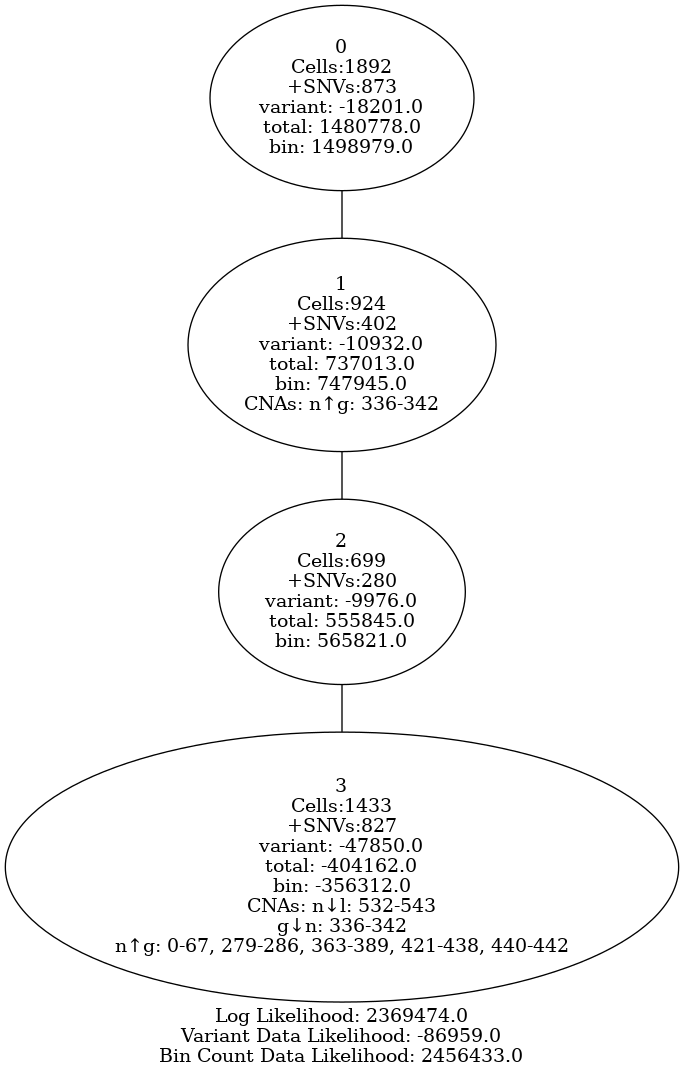 0
Cells:1892
+SNVs:873
variant: -18201.0
total: 1480778.0
bin: 1498979.0
1
Cells:924
+SNVs:402
variant: -10932.0
total: 737013.0
bin: 747945.0
CNAs: n↑g: 336-342
2
Cells:699
+SNVs:280
variant: -9976.0
total: 555845.0
bin: 565821.0
3
Cells:1433
+SNVs:827
variant: -47850.0
total: -404162.0
bin: -356312.0
CNAs: n↓l: 532-543
g↓n: 336-342
n↑g: 0-67, 279-286, 363-389, 421-438, 440-442
Log Likelihood: 2369474.0
Variant Data Likelihood: -86959.0
Bin Count Data Likelihood: 2456433.0